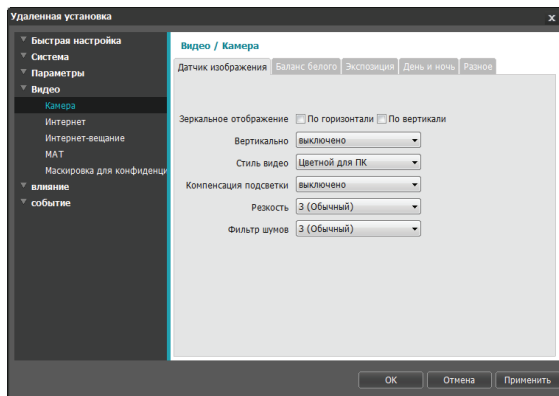 Удаленная установка
x
Быстрая настройка
Система
Параметры
Видео
Камера
Интернет
Интернет-вещание
MAT
Маскировка для конфиденци
влияние
событие
Видео / Камера
Датчик изображения Баланс белого Экспозиция День и ночь Разное
Зеркальное отображение По горизонтали По вертикали
Вертикально выключено
Стиль видео Цветной для ПК
Компенсация подсветки выключено
Резкость 3 (Обычный)
Фильтр шумов 3 (Обычный)
OK Отмена Применить